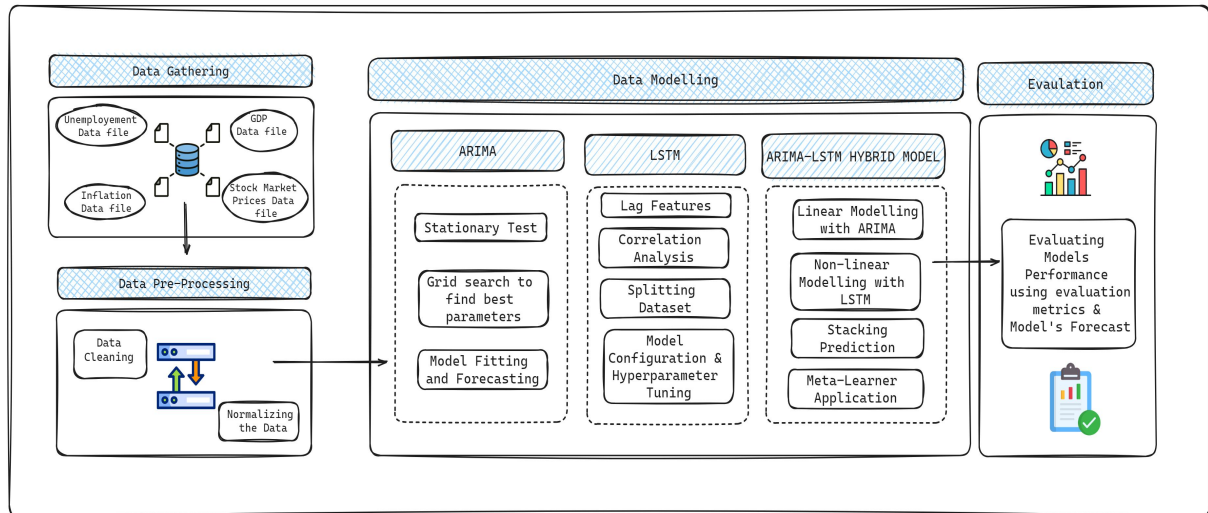 Data Gathering
Unemployement
Data file
GDP
Data file
Inflation
Data file
Stock Market
Prices Data
file
Data Pre-Processing
Data
Cleaning
Normalizing
the Data
Data Modelling
ARIMA
Stationary Test
Grid search to
find best
parameters
Model Fitting
and Forecasting
LSTM
Lag Features
Correlation
Analysis
Splitting
Dataset
Model
Configuration &
Hyperparameter
Tuning
ARIMA-LSTM HYBRID MODEL
Linear Modelling
with ARIMA
Non-linear
Modelling with
LSTM
Stacking
Prediction
Meta-Learner
Application
Evaulation
Evaluating
Models
Performance
using evaluation
metrics &
Model's Forecast